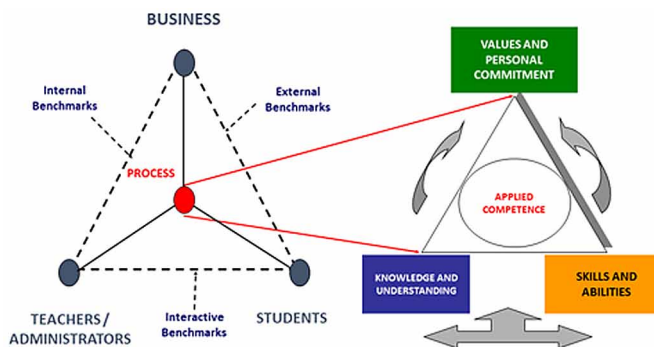 BUSINESS
Internal
Benchmarks
External
Benchmarks
PROCESS
TEACHERS /
ADMINISTRATORS
Interactive
Benchmarks
STUDENTS
VALUES AND
PERSONAL
COMMITMENT
APPLIED
COMPETENCE
KNOWLEDGE AND
UNDERSTANDING
SKILLS AND
ABILITIES